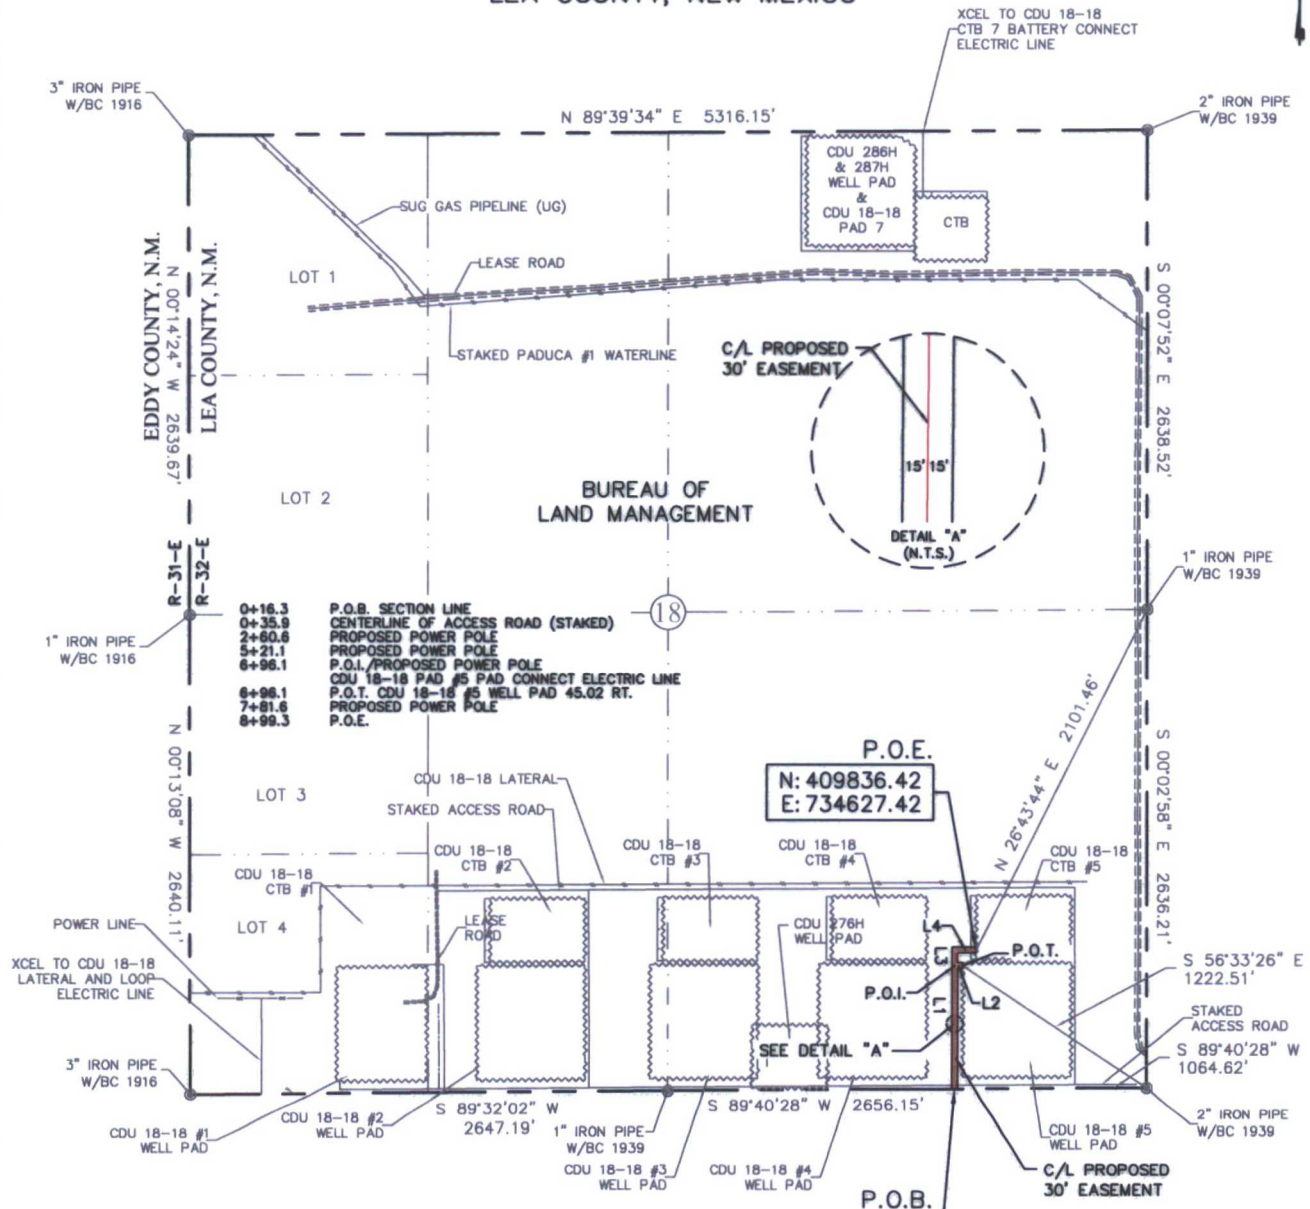 LEA COUNTY, NEW MEXICO
XCEL TO CDU 18-18
CTB 7 BATTERY CONNECT
ELECTRIC LINE
3" IRON PIPE
W/BC 1916
N 89°39'34" E 5316.15'
2" IRON PIPE
W/BC 1939
CDU 286H
& 287H
WELL PAD
&
CDU 18-18
PAD 7
CTB
SUG GAS PIPELINE (UG)
EDDY COUNTY, N.M.
LEA COUNTY, N.M.
N 00°14'24" W 2639.67'
LOT 1
LEASE ROAD
S 00°07'52" E 2638.52'
STAKED PADUCA #1 WATERLINE
C/L PROPOSED
30' EASEMENT
15' 15'
DETAIL "A"
(N.T.S.)
LOT 2
BUREAU OF
LAND MANAGEMENT
R-31-E
R-32-E
1" IRON PIPE
W/BC 1939
18
1" IRON PIPE
W/BC 1916
0+16.3 P.O.B. SECTION LINE
0+35.9 CENTERLINE OF ACCESS ROAD (STAKED)
2+60.6 PROPOSED POWER POLE
5+21.1 PROPOSED POWER POLE
6+96.1 P.O.I./PROPOSED POWER POLE
CDU 18-18 PAD #5 PAD CONNECT ELECTRIC LINE
6+96.1 P.O.T. CDU 18-18 #5 WELL PAD 45.02 RT.
7+81.6 PROPOSED POWER POLE
8+99.3 P.O.E.
N 00°13'08" W 2640.11'
N 26°43'44" E 2101.46'
S 00°02'58" E 2636.21'
P.O.E.
N: 409836.42
E: 734627.42
CDU 18-18 LATERAL
LOT 3
STAKED ACCESS ROAD
CDU 18-18
CTB #1
CDU 18-18
CTB #2
CDU 18-18
CTB #3
CDU 18-18
CTB #4
CDU 18-18
CTB #5
POWER LINE
LOT 4
LEASE
ROAD
CDU 276H
WELL PAD
L4
L3
P.O.T.
P.O.I.
L2
L1
S 56°33'26" E
1222.51'
XCEL TO CDU 18-18
LATERAL AND LOOP
ELECTRIC LINE
STAKED
ACCESS ROAD
SEE DETAIL "A"
S 89°40'28" W
1064.62'
3" IRON PIPE
W/BC 1916
S 89°32'02" W
2647.19'
S 89°40'28" W 2656.15'
CDU 18-18 #1
WELL PAD
CDU 18-18 #2
WELL PAD
1" IRON PIPE
W/BC 1939
CDU 18-18 #3
WELL PAD
CDU 18-18 #4
WELL PAD
CDU 18-18 #5
WELL PAD
2" IRON PIPE
W/BC 1939
C/L PROPOSED
30' EASEMENT
P.O.B.